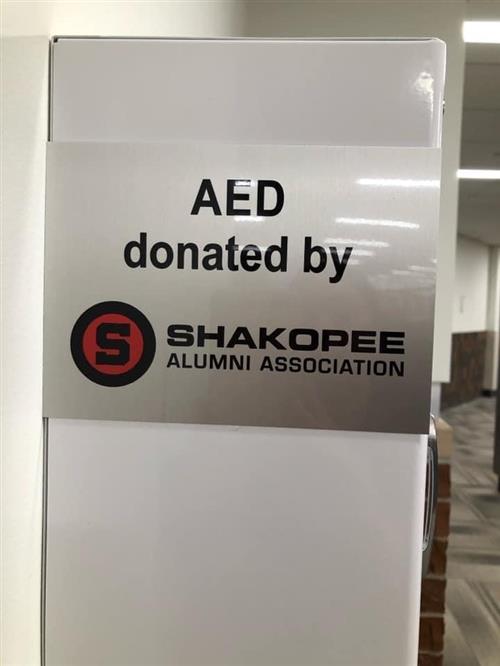 AED
donated by
S
SHAKOPEE
ALUMNI ASSOCIATION